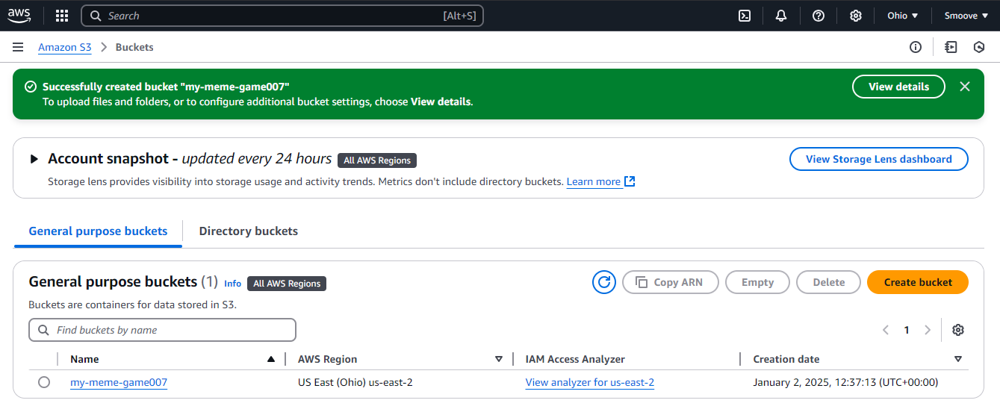 aws Search [Alt+S] Ohio Smoove
Amazon S3 Buckets
Successfully created bucket "my-meme-game007"
To upload files and folders, or to configure additional bucket settings, choose View details.
View details
Account snapshot - updated every 24 hours All AWS Regions
Storage lens provides visibility into storage usage and activity trends. Metrics don't include directory buckets. Learn more
View Storage Lens dashboard
General purpose buckets Directory buckets
General purpose buckets (1) Info All AWS Regions
Copy ARN Empty Delete Create bucket
Buckets are containers for data stored in S3.
Find buckets by name 1
Name AWS Region IAM Access Analyzer Creation date
my-meme-game007 US East (Ohio) us-east-2 View analyzer for us-east-2 January 2, 2025, 12:37:13 (UTC+00:00)